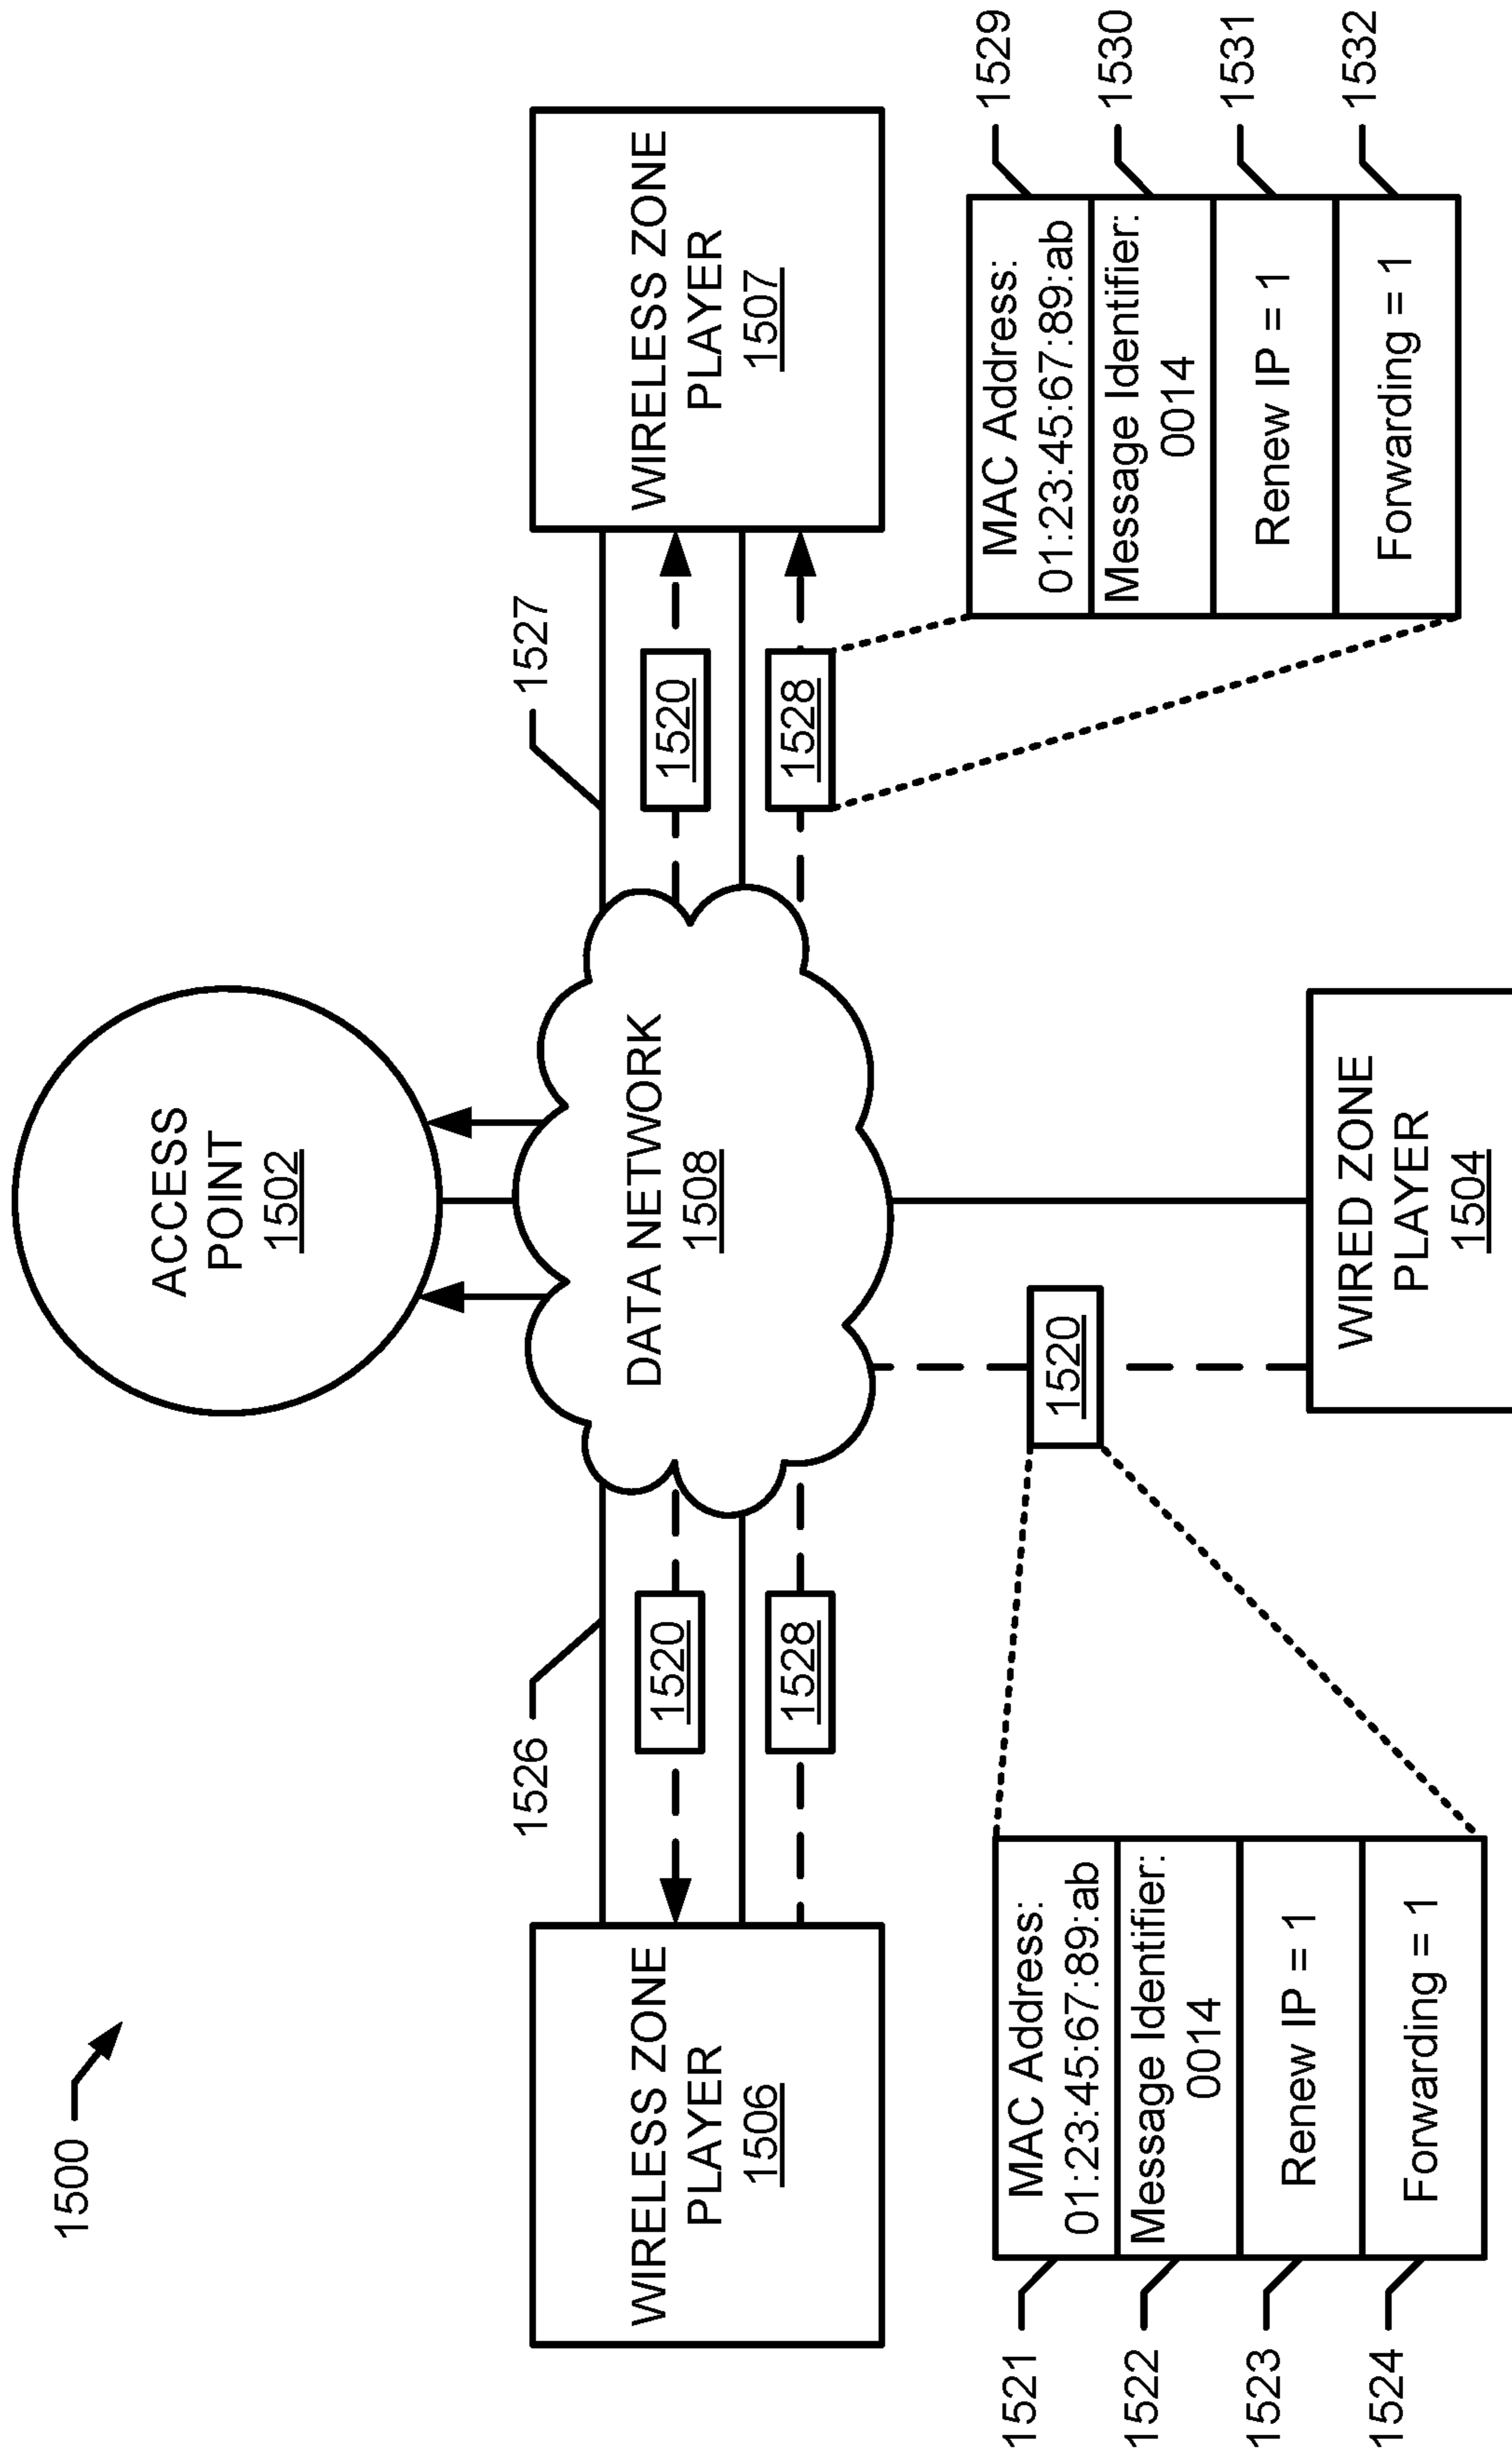 1500
ACCESS
POINT
1502
1526
1527
WIRELESS ZONE
PLAYER
1506
1520
1528
DATA NETWORK
1508
1520
1528
WIRELESS ZONE
PLAYER
1507
1521
1522
1523
1524
MAC Address:
01:23:45:67:89:ab
Message Identifier:
0014
Renew IP = 1
Forwarding = 1
1520
WIRED ZONE
PLAYER
1504
MAC Address:
01:23:45:67:89:ab
Message Identifier:
0014
Renew IP = 1
Forwarding = 1
1529
1530
1531
1532